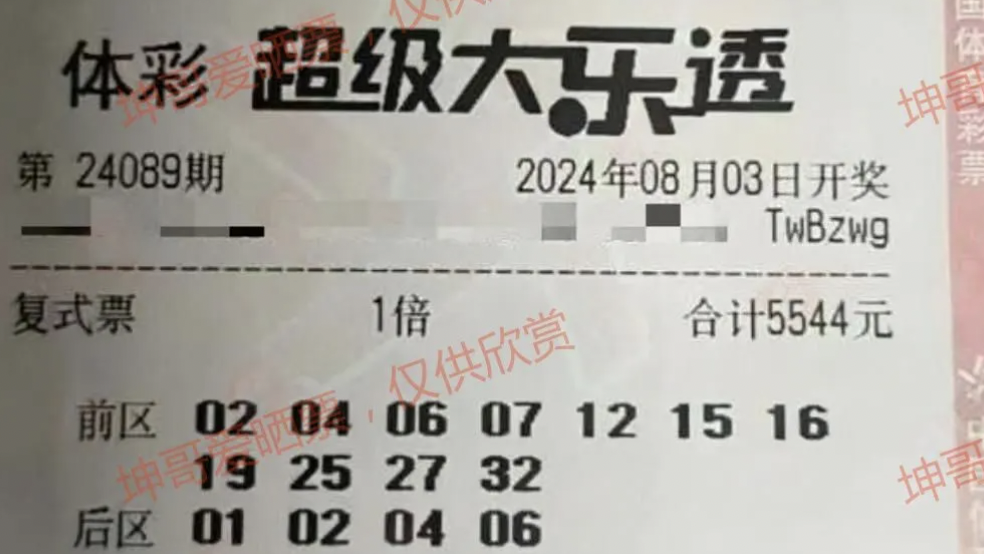 体彩 超级大乐透
第 24089期 2024年08月03日开奖
TwBzwg
复式票 1倍 合计5544元
前区 02 04 06 07 12 15 16
19 25 27 32
后区 01 02 04 06
坤哥爱晒票，仅供欣赏
坤哥爱晒票，仅供欣赏
坤哥
坤哥
国体彩票